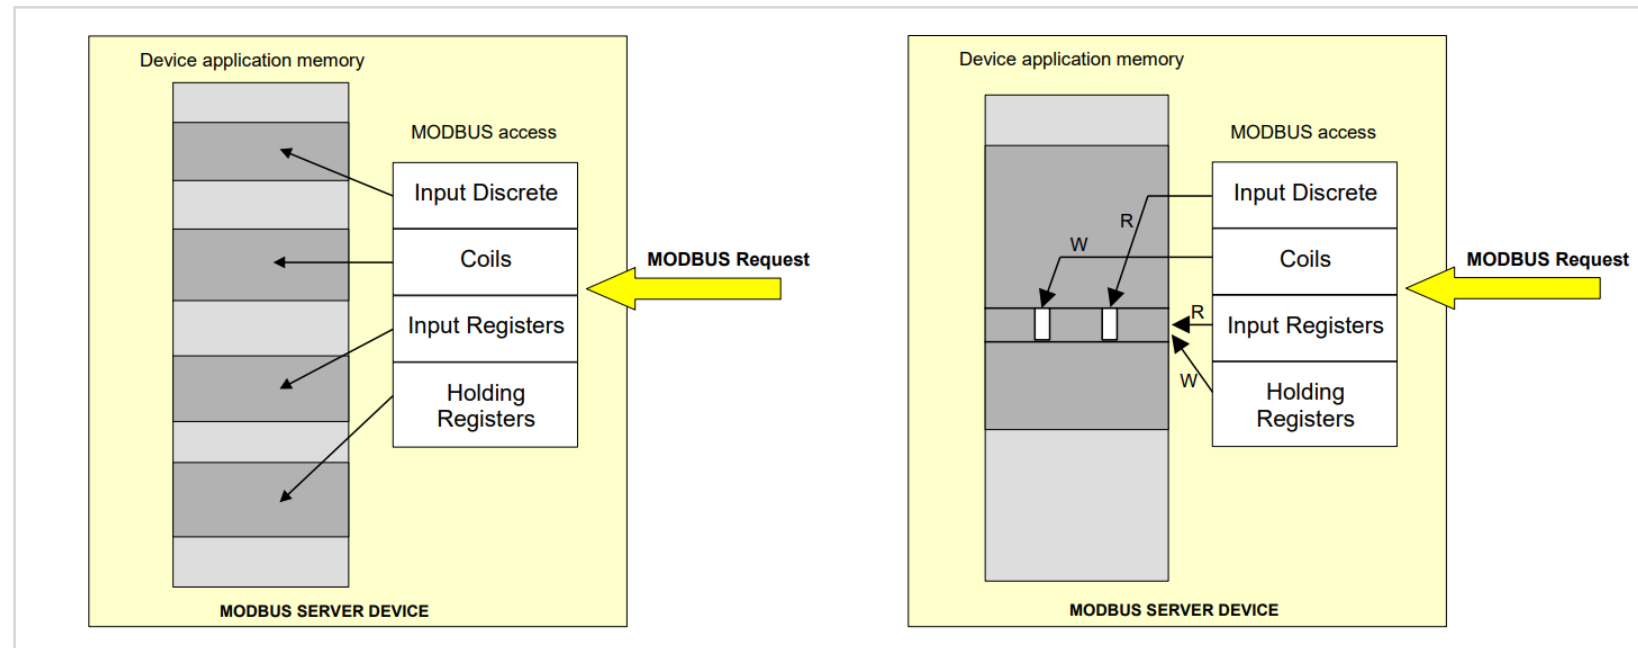 Device application memory
MODBUS access
Input Discrete
Coils
Input Registers
Holding
Registers
MODBUS Request
MODBUS SERVER DEVICE
Device application memory
MODBUS access
Input Discrete
R
W
Coils
R
Input Registers
W
Holding
Registers
MODBUS Request
MODBUS SERVER DEVICE